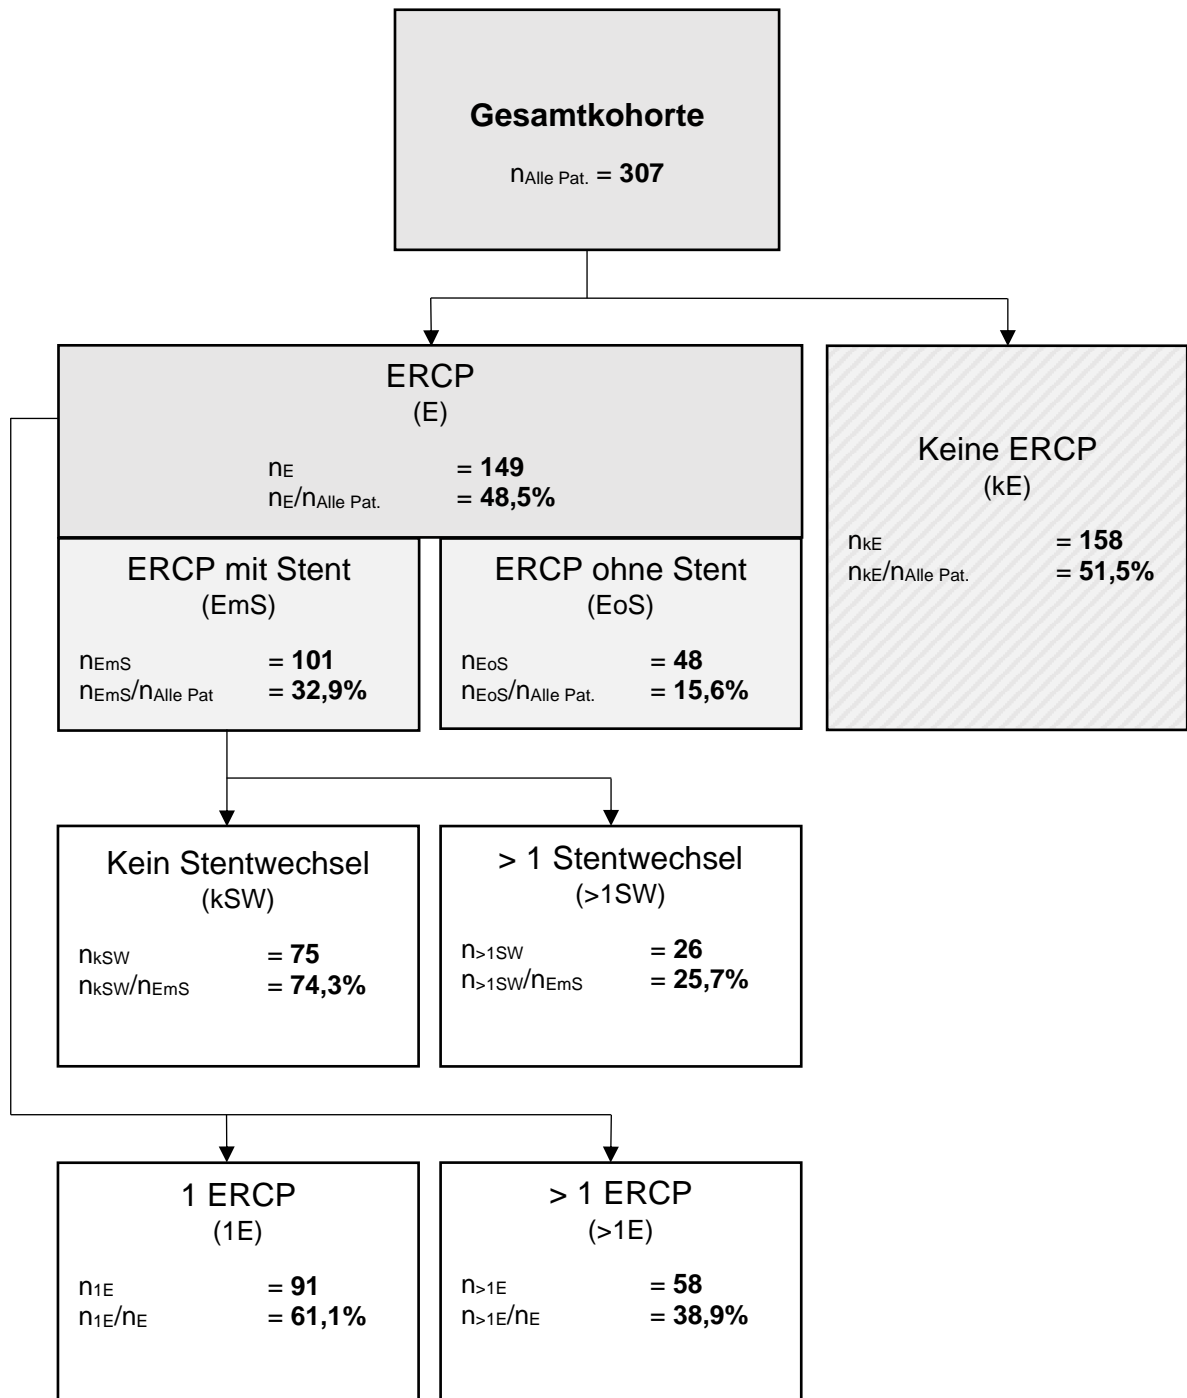 Gesamtkohorte
nAlle Pat. = 307
ERCP
(E)
nE = 149
nE/nAlle Pat. = 48,5%
Keine ERCP
(kE)
nkE = 158
nkE/nAlle Pat. = 51,5%
ERCP mit Stent
(EmS)
nEmS = 101
nEmS/nAlle Pat = 32,9%
ERCP ohne Stent
(EoS)
nEoS = 48
nEoS/nAlle Pat. = 15,6%
Kein Stentwechsel
(kSW)
nkSW = 75
nkSW/nEmS = 74,3%
> 1 Stentwechsel
(>1SW)
n>1SW = 26
n>1SW/nEmS = 25,7%
1 ERCP
(1E)
n1E = 91
n1E/nE = 61,1%
> 1 ERCP
(>1E)
n>1E = 58
n>1E/nE = 38,9%